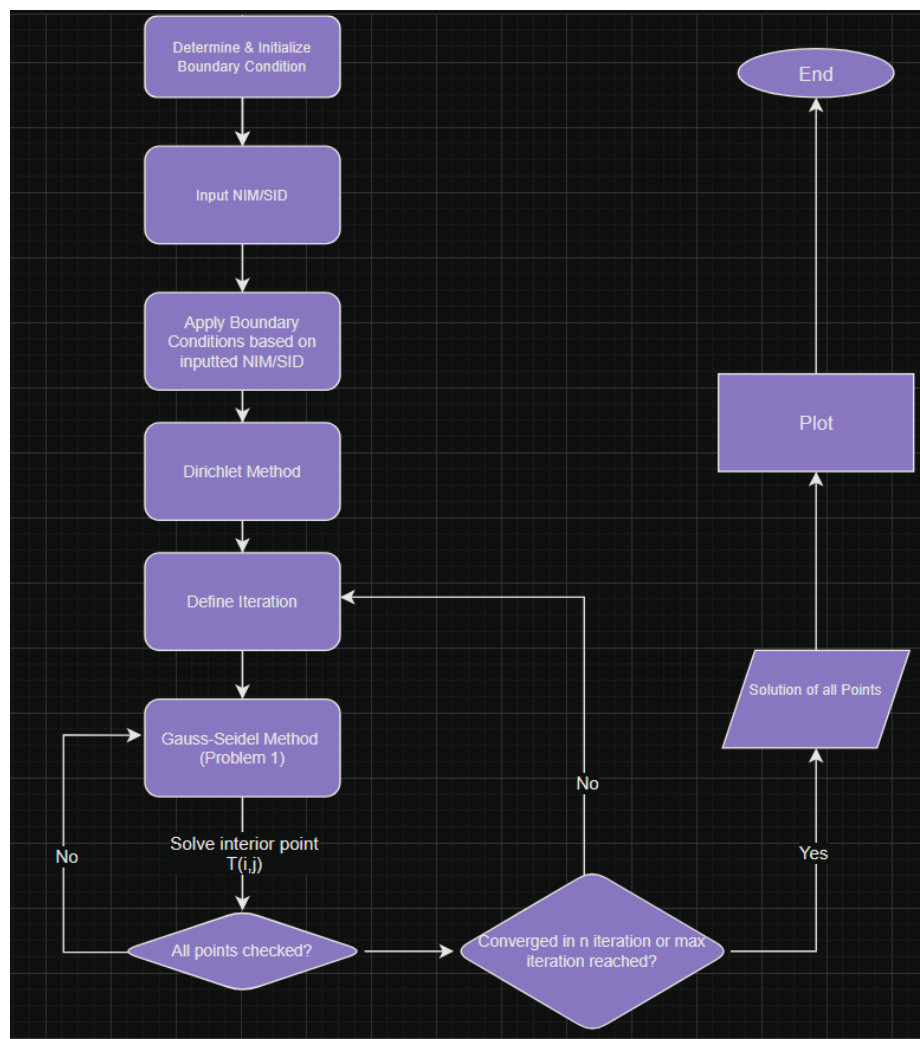 Determine & Initialize
Boundary Condition
Input NIM/SID
Apply Boundary
Conditions based on
inputted NIM/SID
Dirichlet Method
Define Iteration
Gauss-Seidel Method
(Problem 1)
Solve interior point
T(i,j)
No
All points checked?
Converged in n iteration or max
iteration reached?
No
Yes
Solution of all Points
Plot
End